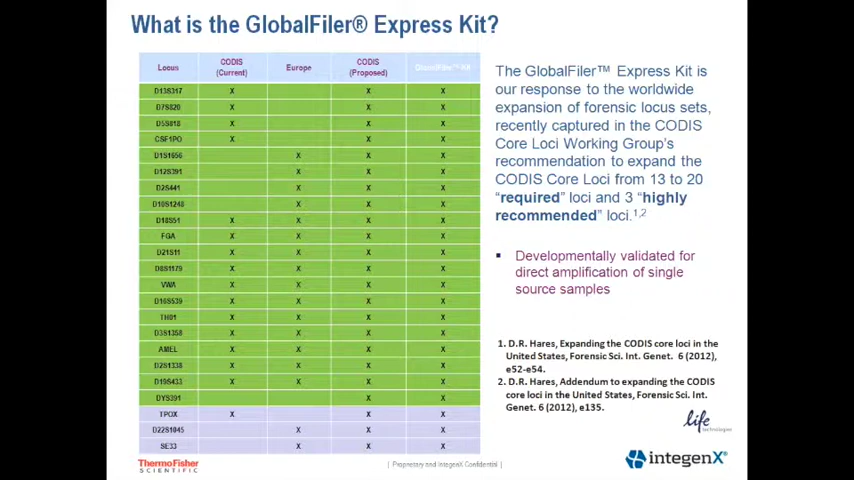 What is the GlobalFiler® Express Kit?
Locus CODIS (Current) Europe CODIS (Proposed) GlobalFiler™ Kit
D13S317 X X X
D7S820 X X X
D5S818 X X X
CSF1PO X X X
D1S1656 X X X
D12S391 X X X
D2S441 X X X
D10S1248 X X X
D18S51 X X X X
FGA X X X X
D21S11 X X X X
D8S1179 X X X X
VWA X X X X
D16S539 X X X X
TH01 X X X X
D3S1358 X X X X
AMEL X X X X
D2S1338 X X X X
D19S433 X X X X
DYS391 X X
TPOX X X X
D22S1045 X X X
SE33 X X X
The GlobalFiler™ Express Kit is
our response to the worldwide
expansion of forensic locus sets,
recently captured in the CODIS
Core Loci Working Group's
recommendation to expand the
CODIS Core Loci from 13 to 20
"required" loci and 3 "highly
recommended" loci.1,2
▪ Developmentally validated for
direct amplification of single
source samples
1. D.R. Hares, Expanding the CODIS core loci in the
United States, Forensic Sci. Int. Genet. 6 (2012),
e52-e54.
2. D.R. Hares, Addendum to expanding the CODIS
core loci in the United States, Forensic Sci. Int.
Genet. 6 (2012), e135.
life
technologies
ThermoFisher
SCIENTIFIC
| Proprietary and IntegenX Confidential |
integenX®